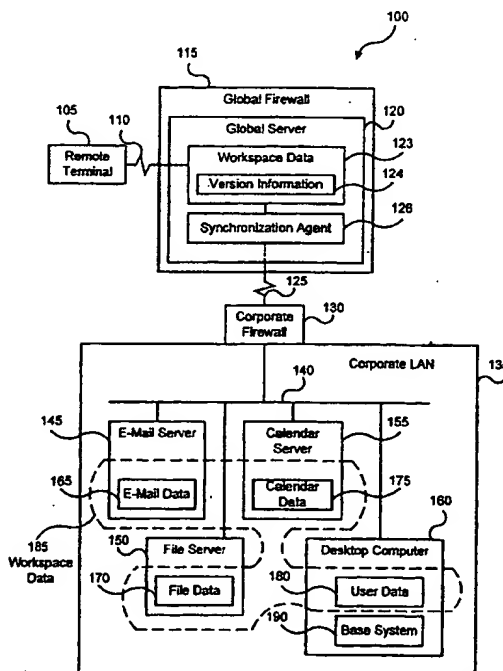 100
115
Global Firewall
120
Global Server
105
110
123
Remote Terminal
Workspace Data
124
Version Information
126
Synchronization Agent
125
130
Corporate Firewall
Corporate LAN
140
145
155
E-Mail Server
Calendar Server
165
E-Mail Data
Calendar Data
175
160
185
Workspace Data
150
File Server
Desktop Computer
170
File Data
180
User Data
190
Base System